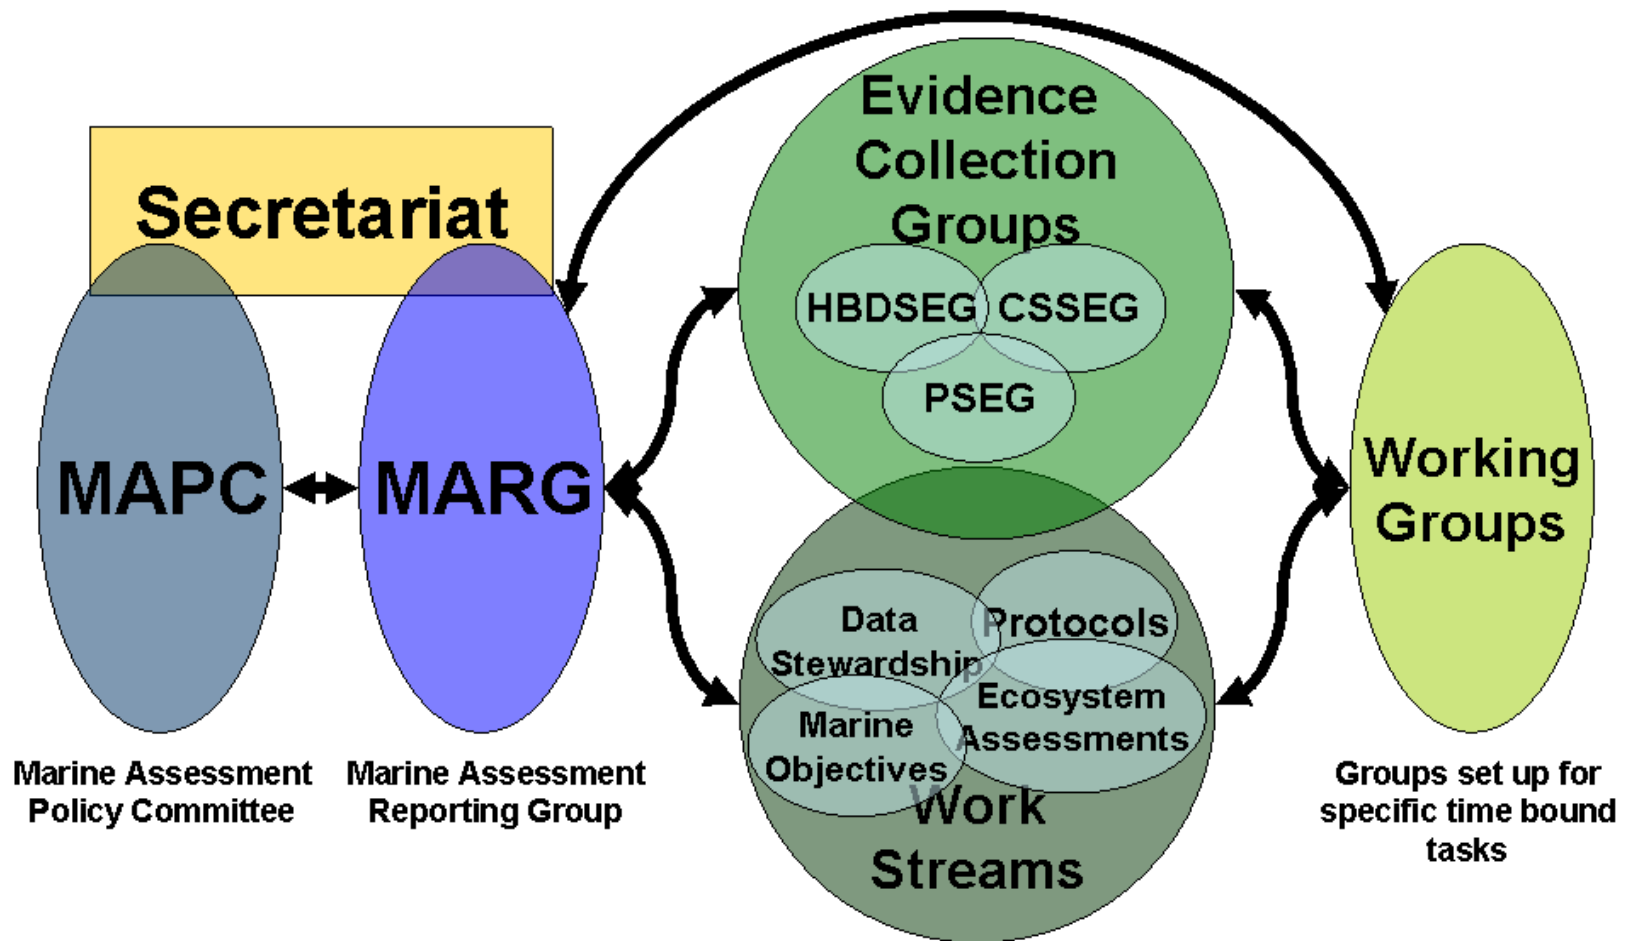 Secretariat
MAPC
Marine Assessment
Policy Committee
MARG
Marine Assessment
Reporting Group
Evidence
Collection
Groups
HBDSEG
CSSEG
PSEG
Data
Stewardship
Protocols
Ecosystem
Assessments
Marine
Objectives
Work
Streams
Working
Groups
Groups set up for
specific time bound
tasks